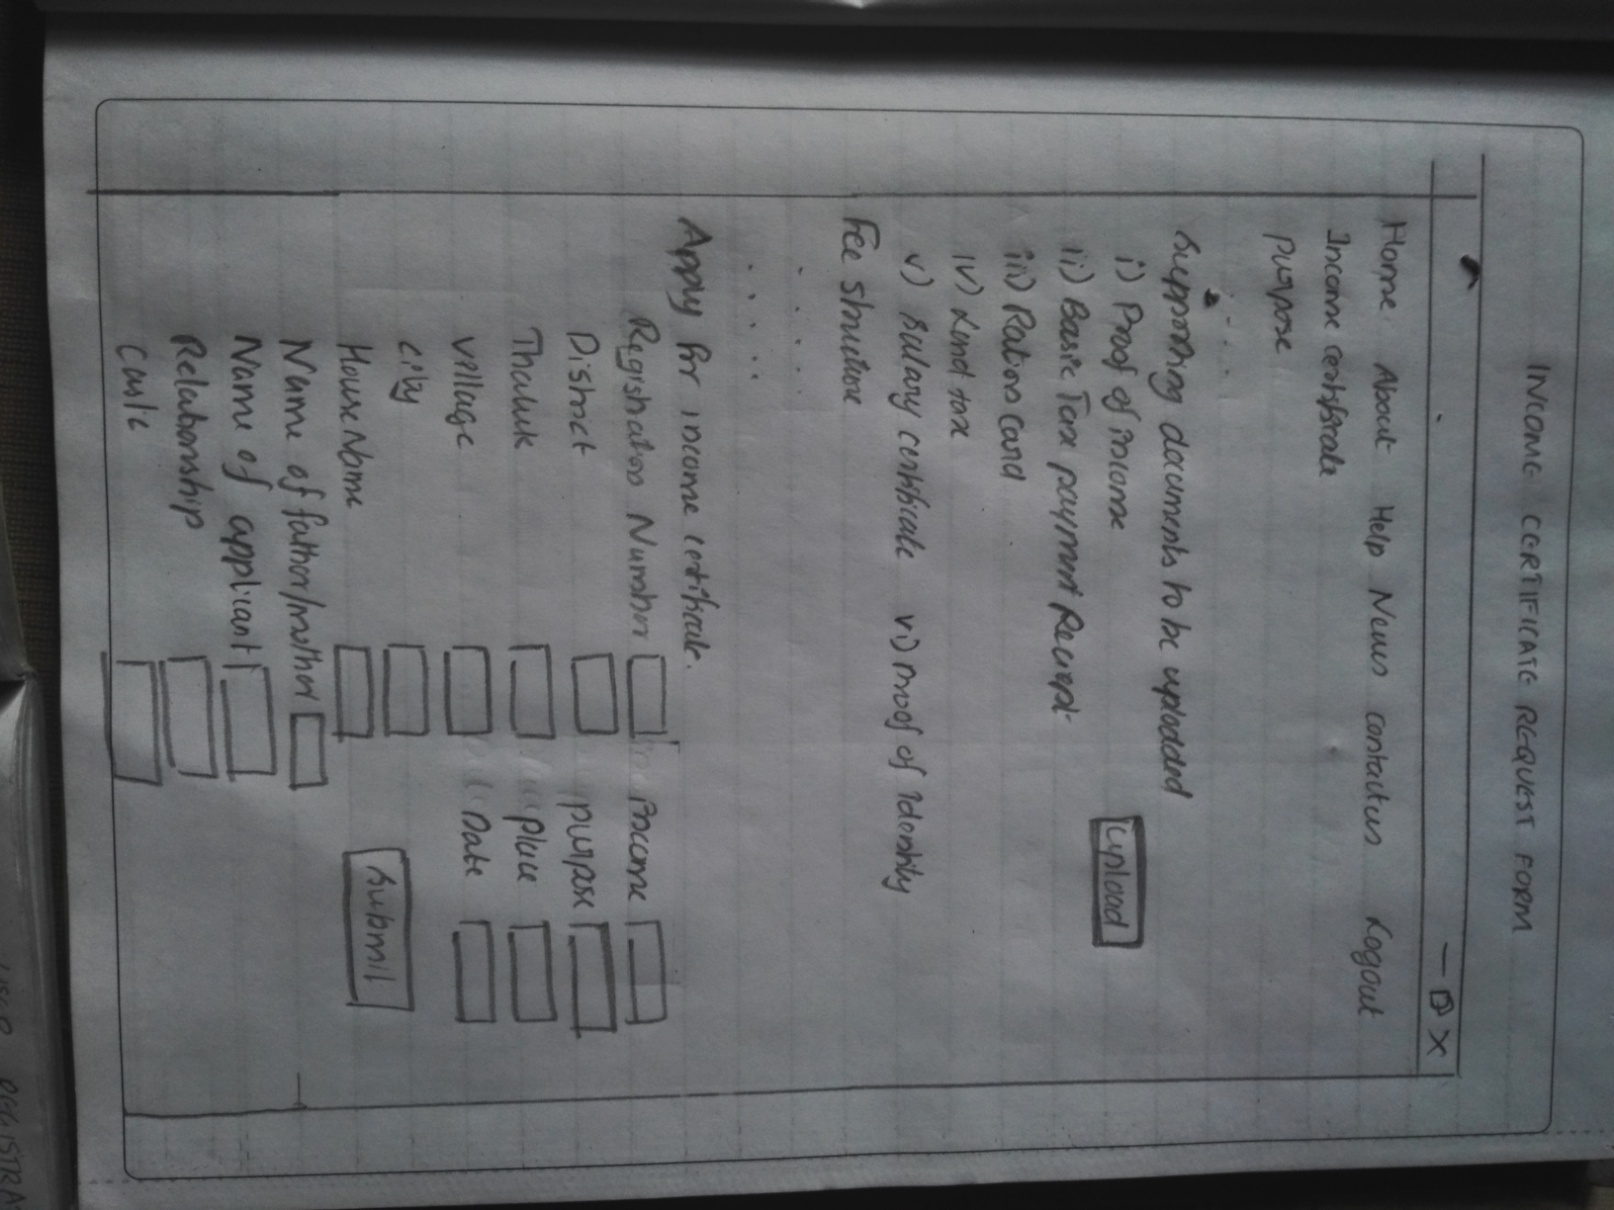 INCOME CERTIFICATE REQUEST FORM
— X
Home About Help News contactus Logout
Income certificate
purpose
Supporting documents to be uploaded
i) Proof of income Upload
ii) Basic Tax payment Receipt
iii) Ration Card
iv) Land tax
v) Salary certificate vi) Proof of Identity
Fee Structure
Apply for income certificate.
Registration Number Income
District purpose
Thaluk place
village Date
city
House Name Submit
Name of father/mother
Name of applicant
Relationship
Caste